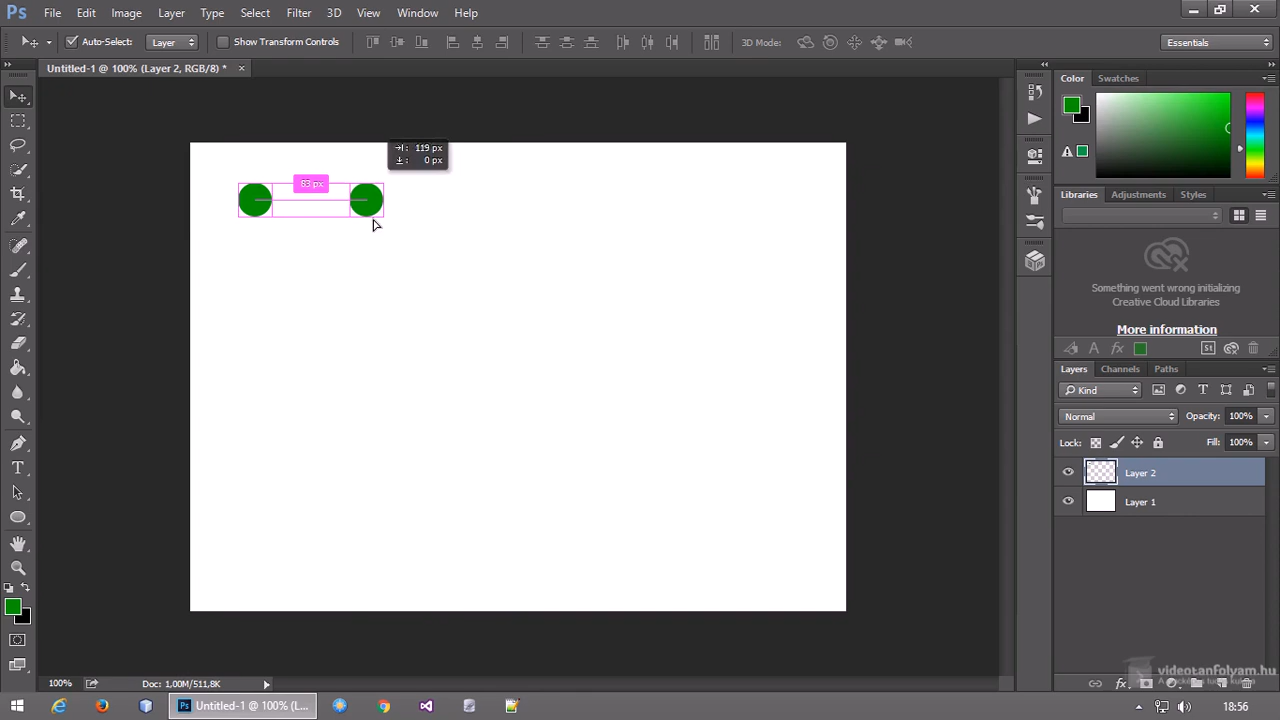 Ps File Edit Image Layer Type Select Filter 3D View Window Help
Auto-Select: Layer Show Transform Controls 3D Mode: Essentials
Untitled-1 @ 100% (Layer 2, RGB/8) *
Color Swatches
119 px
0 px
83 px
Libraries Adjustments Styles
Something went wrong initializing
Creative Cloud Libraries
More information
St
Layers Channels Paths
Kind
Normal Opacity: 100%
Lock: Fill: 100%
Layer 2
Layer 1
videotanfolyam.hu
100% Doc: 1,00M/511,8K
Untitled-1 @ 100% (L... 18:56